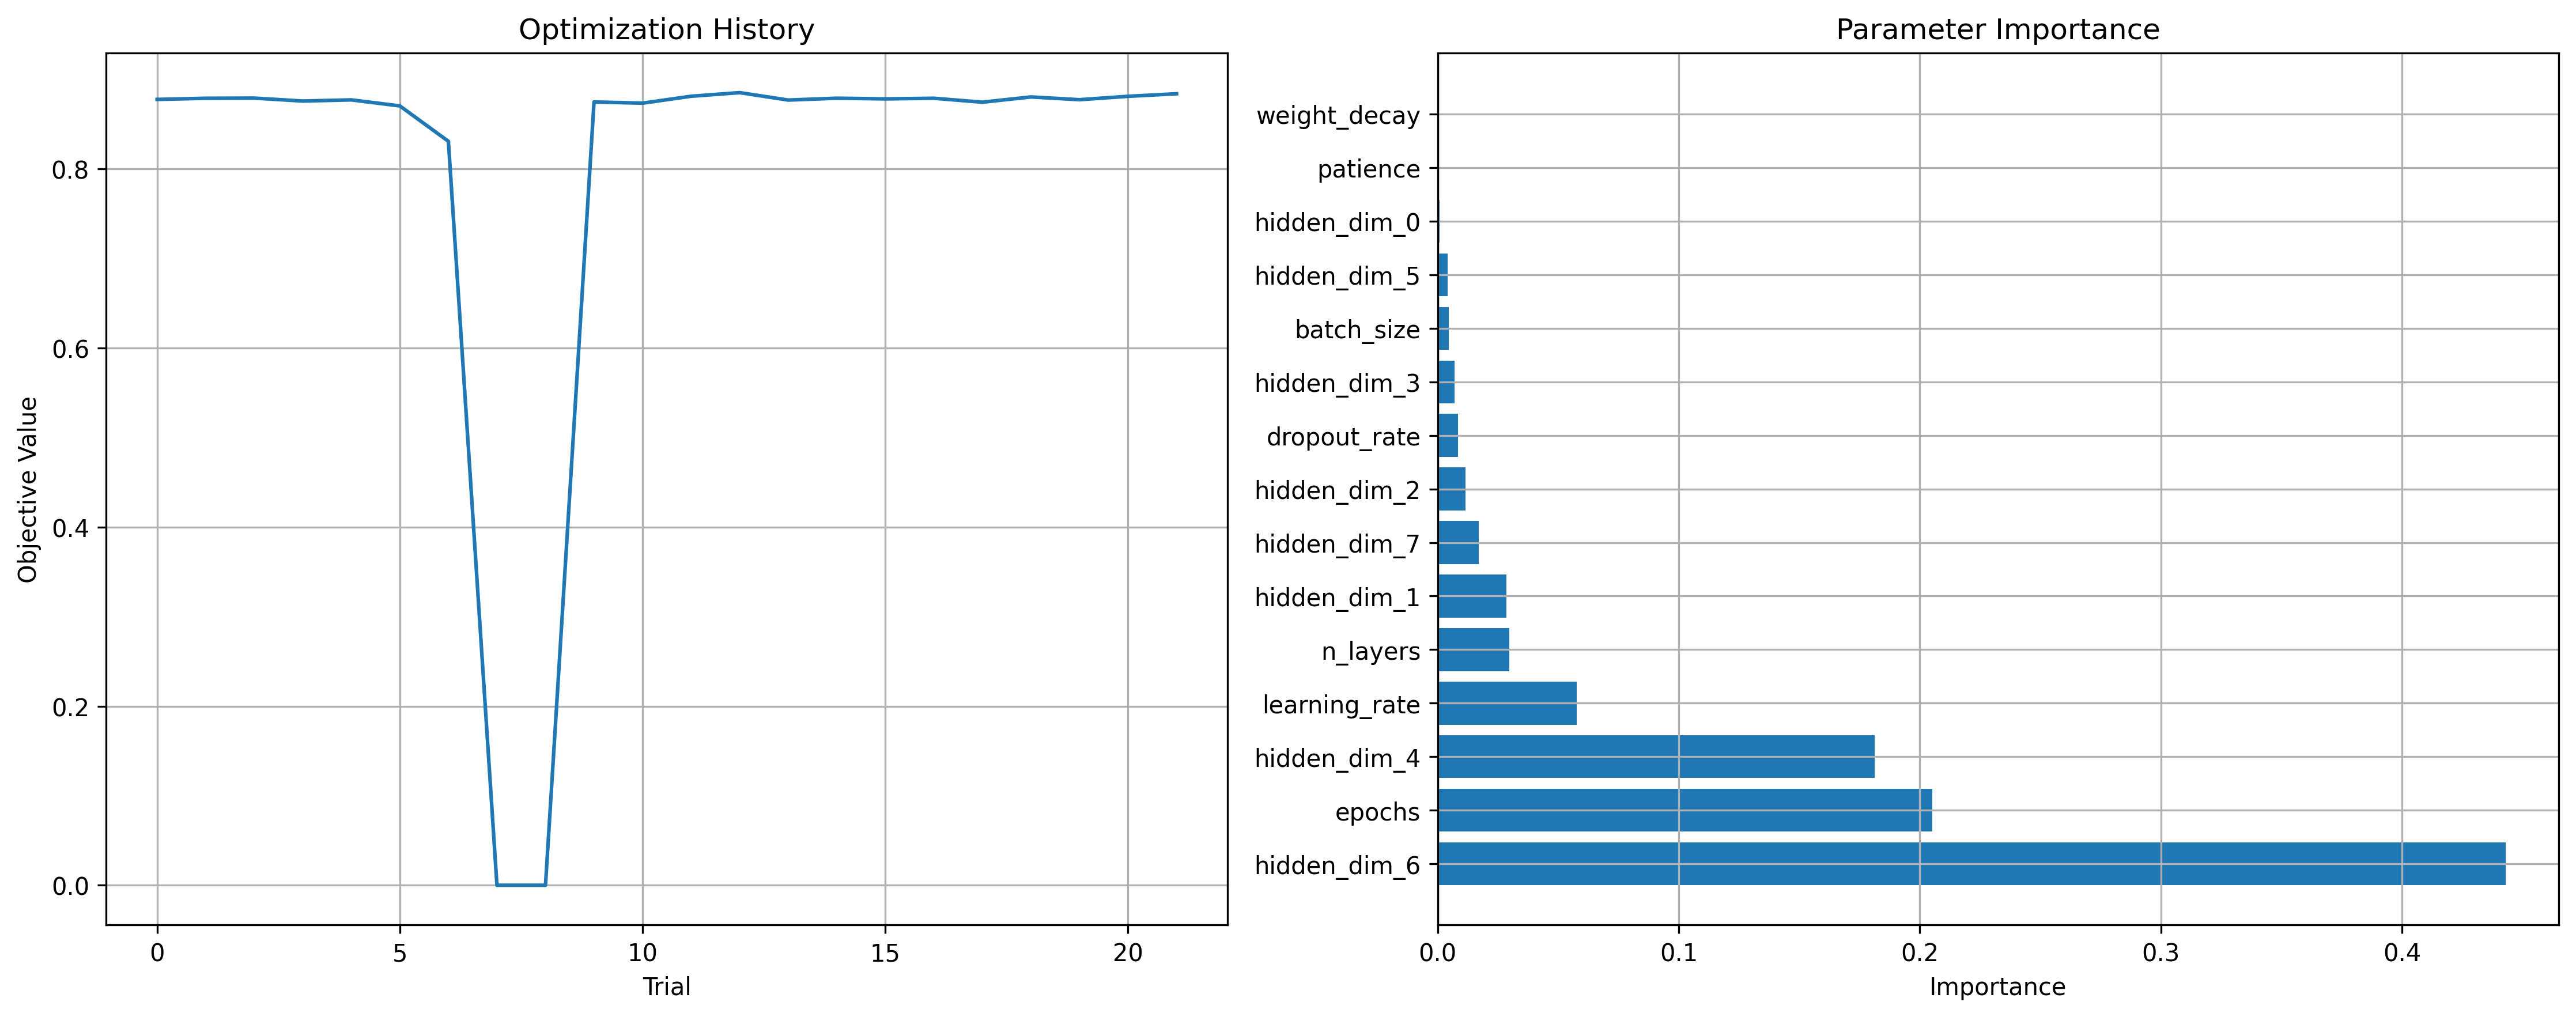 Optimization History
Objective Value
0.8
0.6
0.4
0.2
0.0
0
5
10
15
20
Trial
Parameter Importance
weight_decay
patience
hidden_dim_0
hidden_dim_5
batch_size
hidden_dim_3
dropout_rate
hidden_dim_2
hidden_dim_7
hidden_dim_1
n_layers
learning_rate
hidden_dim_4
epochs
hidden_dim_6
0.0
0.1
0.2
0.3
0.4
Importance